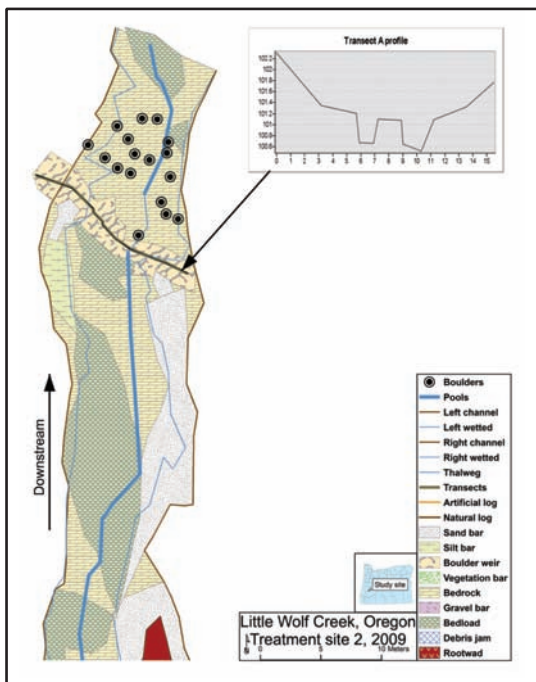 Transect A profile
102.2
102
101.8
101.6
101.4
101.2
101
100.8
100.6
0 1 2 3 4 5 6 7 8 9 10 11 12 13 14 15
Downstream
Boulders
Pools
Left channel
Left wetted
Right channel
Right wetted
Thalweg
Transects
Artificial log
Natural log
Sand bar
Silt bar
Boulder weir
Vegetation bar
Bedrock
Gravel bar
Bedload
Debris jam
Rootwad
Study site
Little Wolf Creek, Oregon
Treatment site 2, 2009
N
0 5 10 Meters